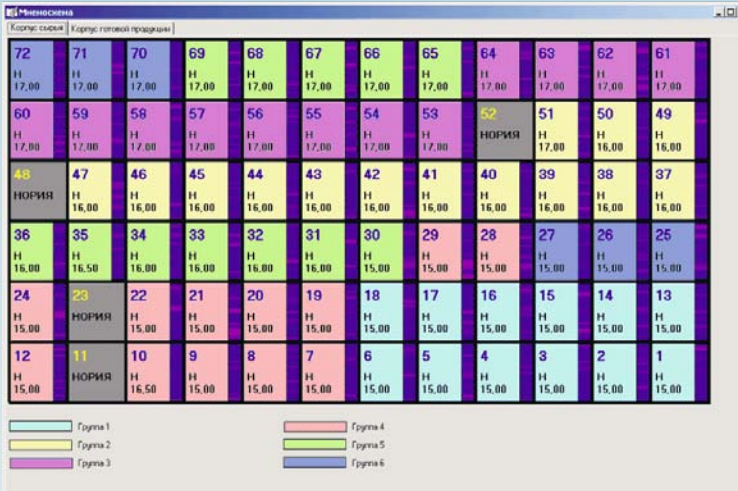 Мнемосхема
Корпус сырья Корпус готовой продукции
72 71 70 69 68 67 66 65 64 63 62 61
Н Н Н Н Н Н Н Н Н Н Н Н
17,00 17,00 17,00 17,00 17,00 17,00 17,00 17,00 17,00 17,00 17,00 17,00
60 59 58 57 56 55 54 53 52 51 50 49
Н Н Н Н Н Н Н Н НОРИЯ Н Н Н
17,00 17,00 17,00 17,00 17,00 17,00 17,00 17,00 17,00 16,00 16,00
48 47 46 45 44 43 42 41 40 39 38 37
НОРИЯ Н Н Н Н Н Н Н Н Н Н Н
16,00 16,00 16,00 16,00 16,00 16,00 16,00 16,00 16,00 16,00 16,00
36 35 34 33 32 31 30 29 28 27 26 25
Н Н Н Н Н Н Н Н Н Н Н Н
16,00 16,50 16,00 16,00 16,00 16,00 15,00 15,00 15,00 15,00 15,00 15,00
24 23 22 21 20 19 18 17 16 15 14 13
Н НОРИЯ Н Н Н Н Н Н Н Н Н Н
15,00 15,00 15,00 15,00 15,00 15,00 15,00 15,00 15,00 15,00 15,00
12 11 10 9 8 7 6 5 4 3 2 1
Н НОРИЯ Н Н Н Н Н Н Н Н Н Н
15,00 16,50 15,00 15,00 15,00 15,00 15,00 15,00 15,00 15,00 15,00
Группа 1 Группа 4
Группа 2 Группа 5
Группа 3 Группа 6